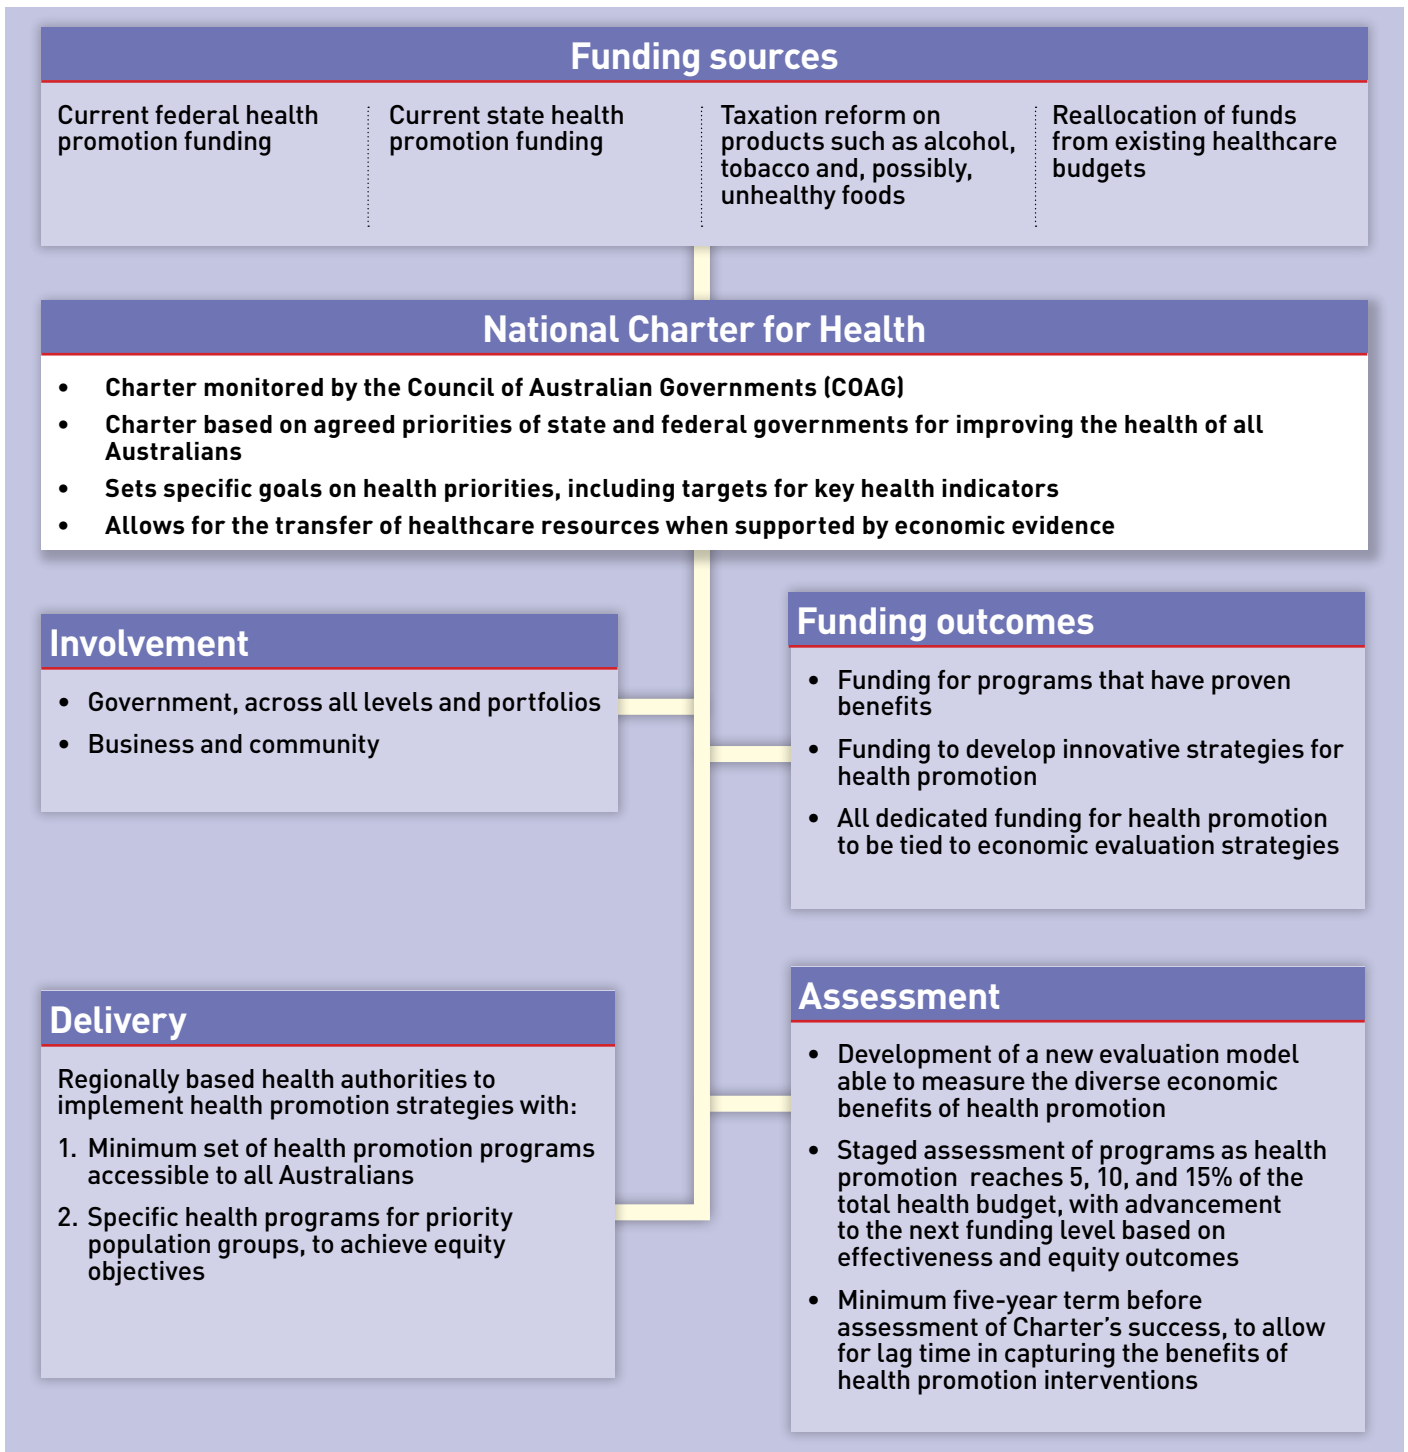 Funding sources
Current federal health
promotion funding
Current state health
promotion funding
Taxation reform on
products such as alcohol,
tobacco and, possibly,
unhealthy foods
Reallocation of funds
from existing healthcare
budgets
National Charter for Health
• Charter monitored by the Council of Australian Governments (COAG)
• Charter based on agreed priorities of state and federal governments for improving the health of all
Australians
• Sets specific goals on health priorities, including targets for key health indicators
• Allows for the transfer of healthcare resources when supported by economic evidence
Involvement
• Government, across all levels and portfolios
• Business and community
Funding outcomes
• Funding for programs that have proven
benefits
• Funding to develop innovative strategies for
health promotion
• All dedicated funding for health promotion
to be tied to economic evaluation strategies
Delivery
Regionally based health authorities to
implement health promotion strategies with:
1. Minimum set of health promotion programs
accessible to all Australians
2. Specific health programs for priority
population groups, to achieve equity
objectives
Assessment
• Development of a new evaluation model
able to measure the diverse economic
benefits of health promotion
• Staged assessment of programs as health
promotion reaches 5, 10, and 15% of the
total health budget, with advancement
to the next funding level based on
effectiveness and equity outcomes
• Minimum five-year term before
assessment of Charter's success, to allow
for lag time in capturing the benefits of
health promotion interventions